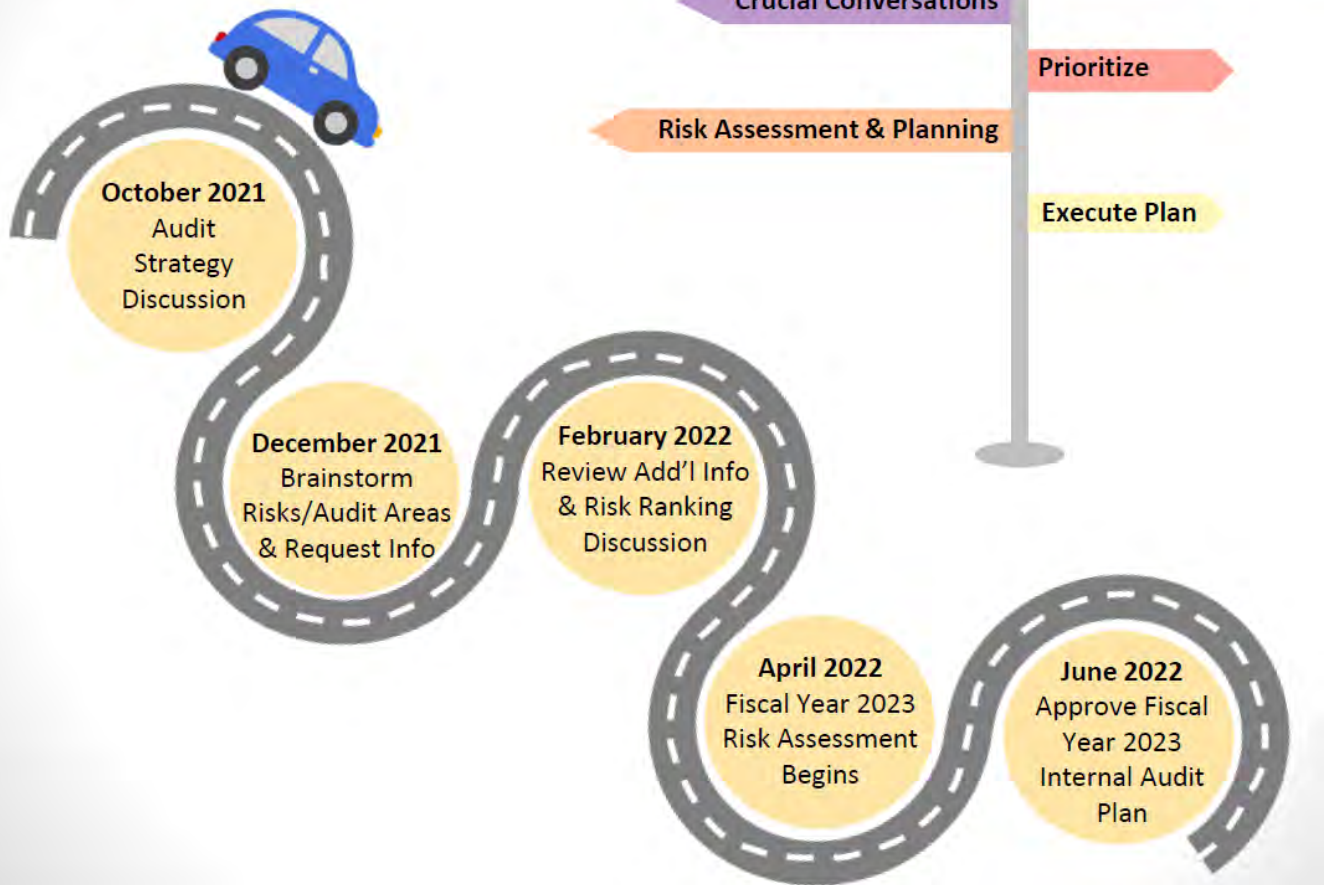 Crucial Conversations
Prioritize
Risk Assessment & Planning
Execute Plan
October 2021
Audit
Strategy
Discussion
December 2021
Brainstorm
Risks/Audit Areas
& Request Info
February 2022
Review Add’l Info
& Risk Ranking
Discussion
April 2022
Fiscal Year 2023
Risk Assessment
Begins
June 2022
Approve Fiscal
Year 2023
Internal Audit
Plan